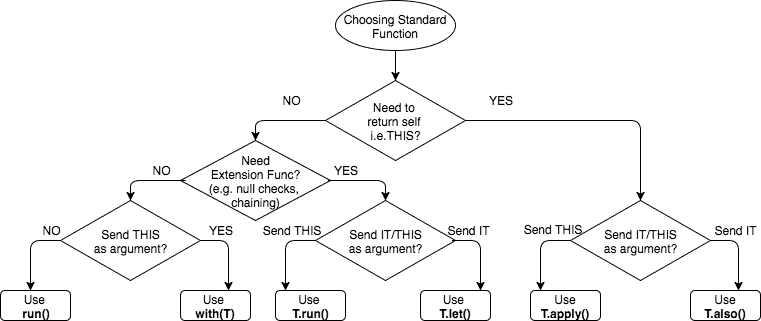 Choosing Standard
Function
NO
YES
Need to
return self
i.e.THIS?
NO
Need
Extension Func?
(e.g. null checks,
chaining)
YES
NO
Send THIS
as argument?
YES
Send THIS
Send IT/THIS
as argument?
Send IT
Send THIS
Send IT/THIS
as argument?
Send IT
Use
run()
Use
with(T)
Use
T.run()
Use
T.let()
Use
T.apply()
Use
T.also()